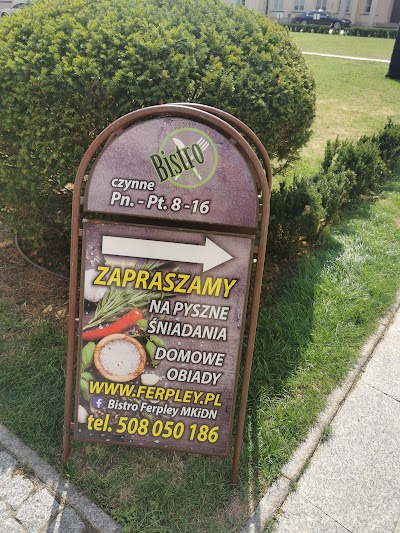 Bistro
czynne
Pn. - Pt. 8 - 16
ZAPRASZAMY
NA PYSZNE
ŚNIADANIA
DOMOWE
OBIADY
WWW.FERPLEY.PL
f Bistro Ferpley MKiDN
tel. 508 050 186